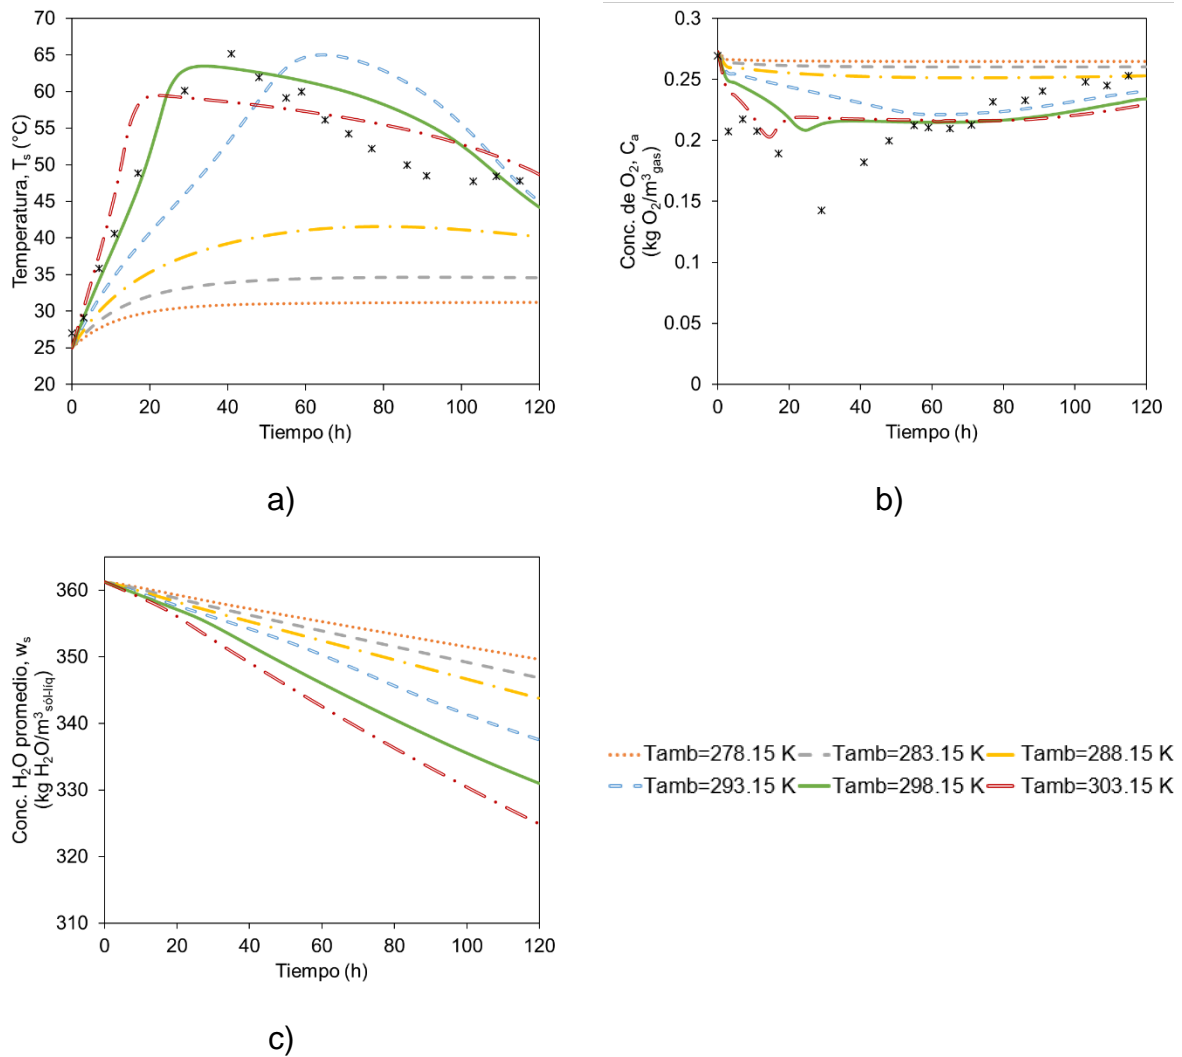 70
65
60
55
50
45
40
35
30
25
20
Temperatura, Ts (°C)
0 20 40 60 80 100 120
Tiempo (h)
a)
0.3
0.25
0.2
0.15
0.1
0.05
0
Conc. de O2, Ca
(kg O2/m3gas)
0 20 40 60 80 100 120
Tiempo (h)
b)
360
350
340
330
320
310
Conc. H2O promedio, ws
(kg H2O/m3sól-líq)
0 20 40 60 80 100 120
Tiempo (h)
c)
Tamb=278.15 K Tamb=283.15 K Tamb=288.15 K
Tamb=293.15 K Tamb=298.15 K Tamb=303.15 K